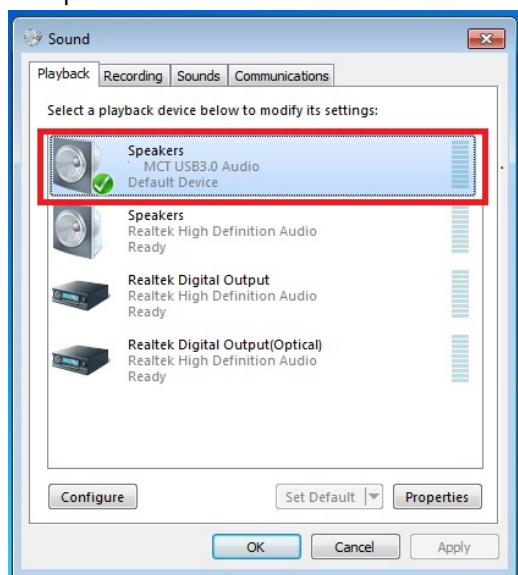 Sound
Playback Recording Sounds Communications
Select a playback device below to modify its settings:
Speakers
MCT USB3.0 Audio
Default Device
Speakers
Realtek High Definition Audio
Ready
Realtek Digital Output
Realtek High Definition Audio
Ready
Realtek Digital Output(Optical)
Realtek High Definition Audio
Ready
Configure Set Default Properties
OK Cancel Apply